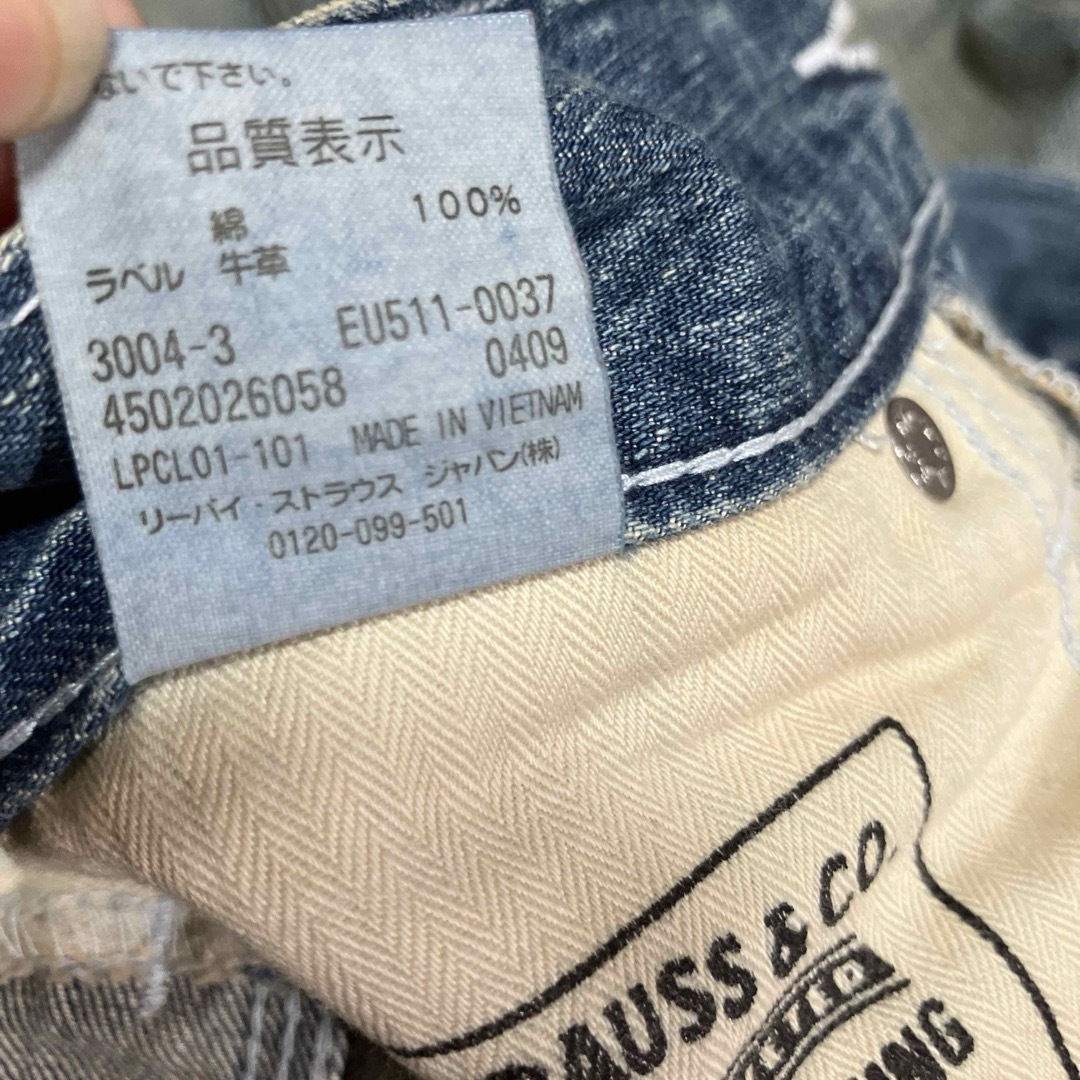 ないで下さい。
品質表示
綿 100%
ラベル 牛革
3004-3 EU511-0037
4502026058 0409
LPCL01-101 MADE IN VIETNAM
リーバイ・ストラウス ジャパン(株)
0120-099-501
& CO.